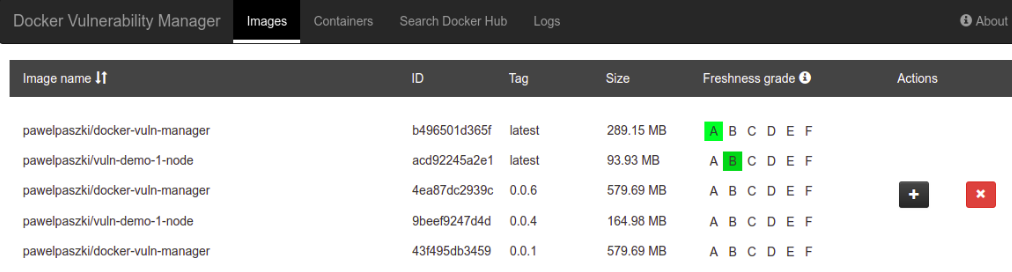 Docker Vulnerability Manager Images Containers Search Docker Hub Logs About
Image name ID Tag Size Freshness grade Actions
pawelpaszki/docker-vuln-manager b496501d365f latest 289.15 MB A B C D E F
pawelpaszki/vuln-demo-1-node acd92245a2e1 latest 93.93 MB A B C D E F
pawelpaszki/docker-vuln-manager 4ea87dc2939c 0.0.6 579.69 MB A B C D E F
pawelpaszki/vuln-demo-1-node 9beef9247d4d 0.0.4 164.98 MB A B C D E F
pawelpaszki/docker-vuln-manager 43f495db3459 0.0.1 579.69 MB A B C D E F